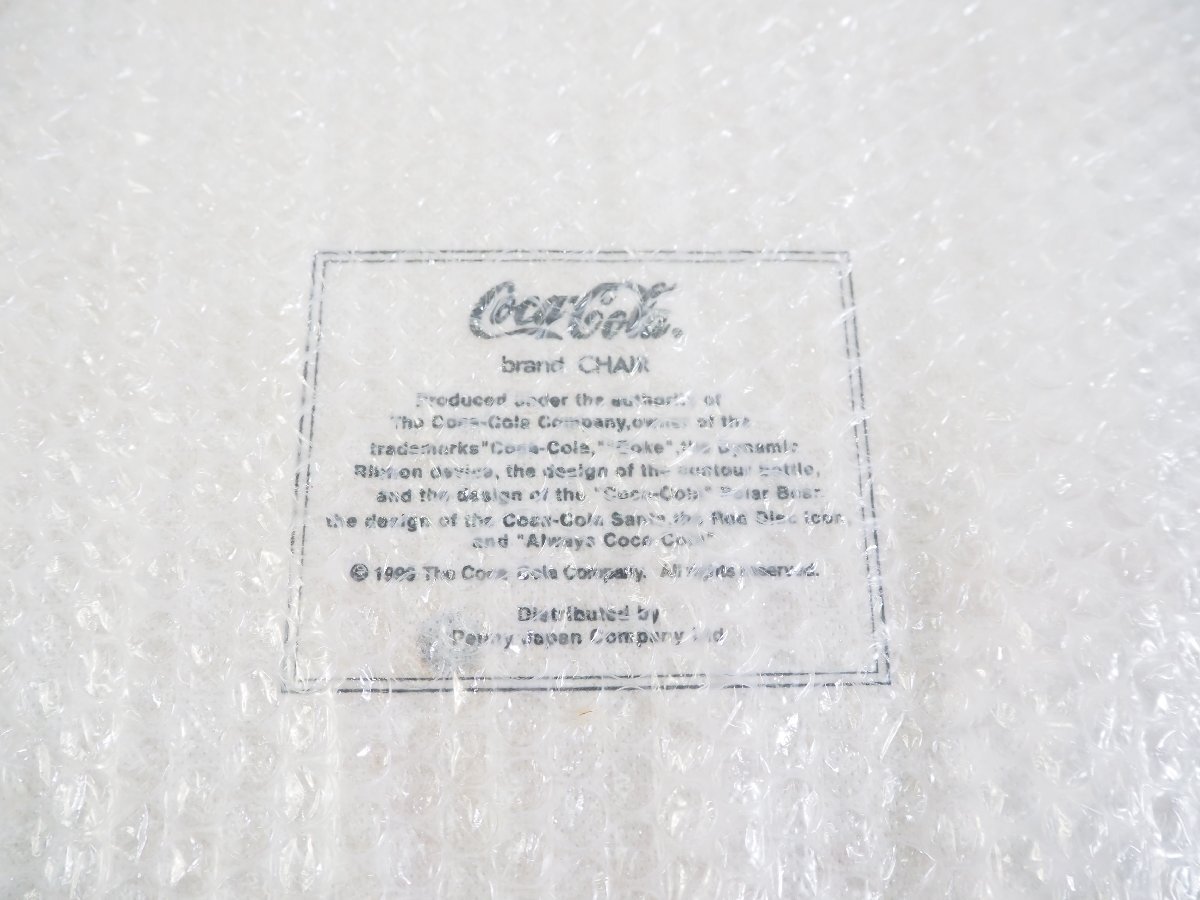 Coca-Cola®
brand CHAIR
Produced under the authority of
The Coca-Cola Company, owner of the
trademarks "Coca-Cola," "Coke", the Dynamic
Ribbon device, the design of the contour bottle,
and the design of the "Coca-Cola" Polar Bear,
the design of the Coca-Cola Santa, the Red Disc Icon,
and "Always Coca-Cola"
© The Coca-Cola Company. All rights reserved.
Distributed by
Japan Company Ltd